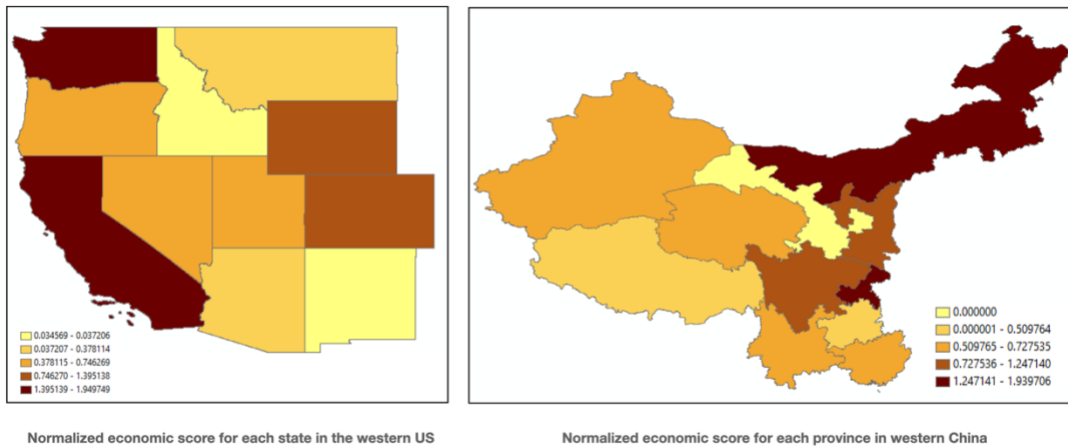 0.034569 - 0.037206
0.037207 - 0.378114
0.378115 - 0.746269
0.746270 - 1.395138
1.395139 - 1.949749
0.000000
0.000001 - 0.509764
0.509765 - 0.727535
0.727536 - 1.247140
1.247141 - 1.939706
Normalized economic score for each state in the western US
Normalized economic score for each province in western China